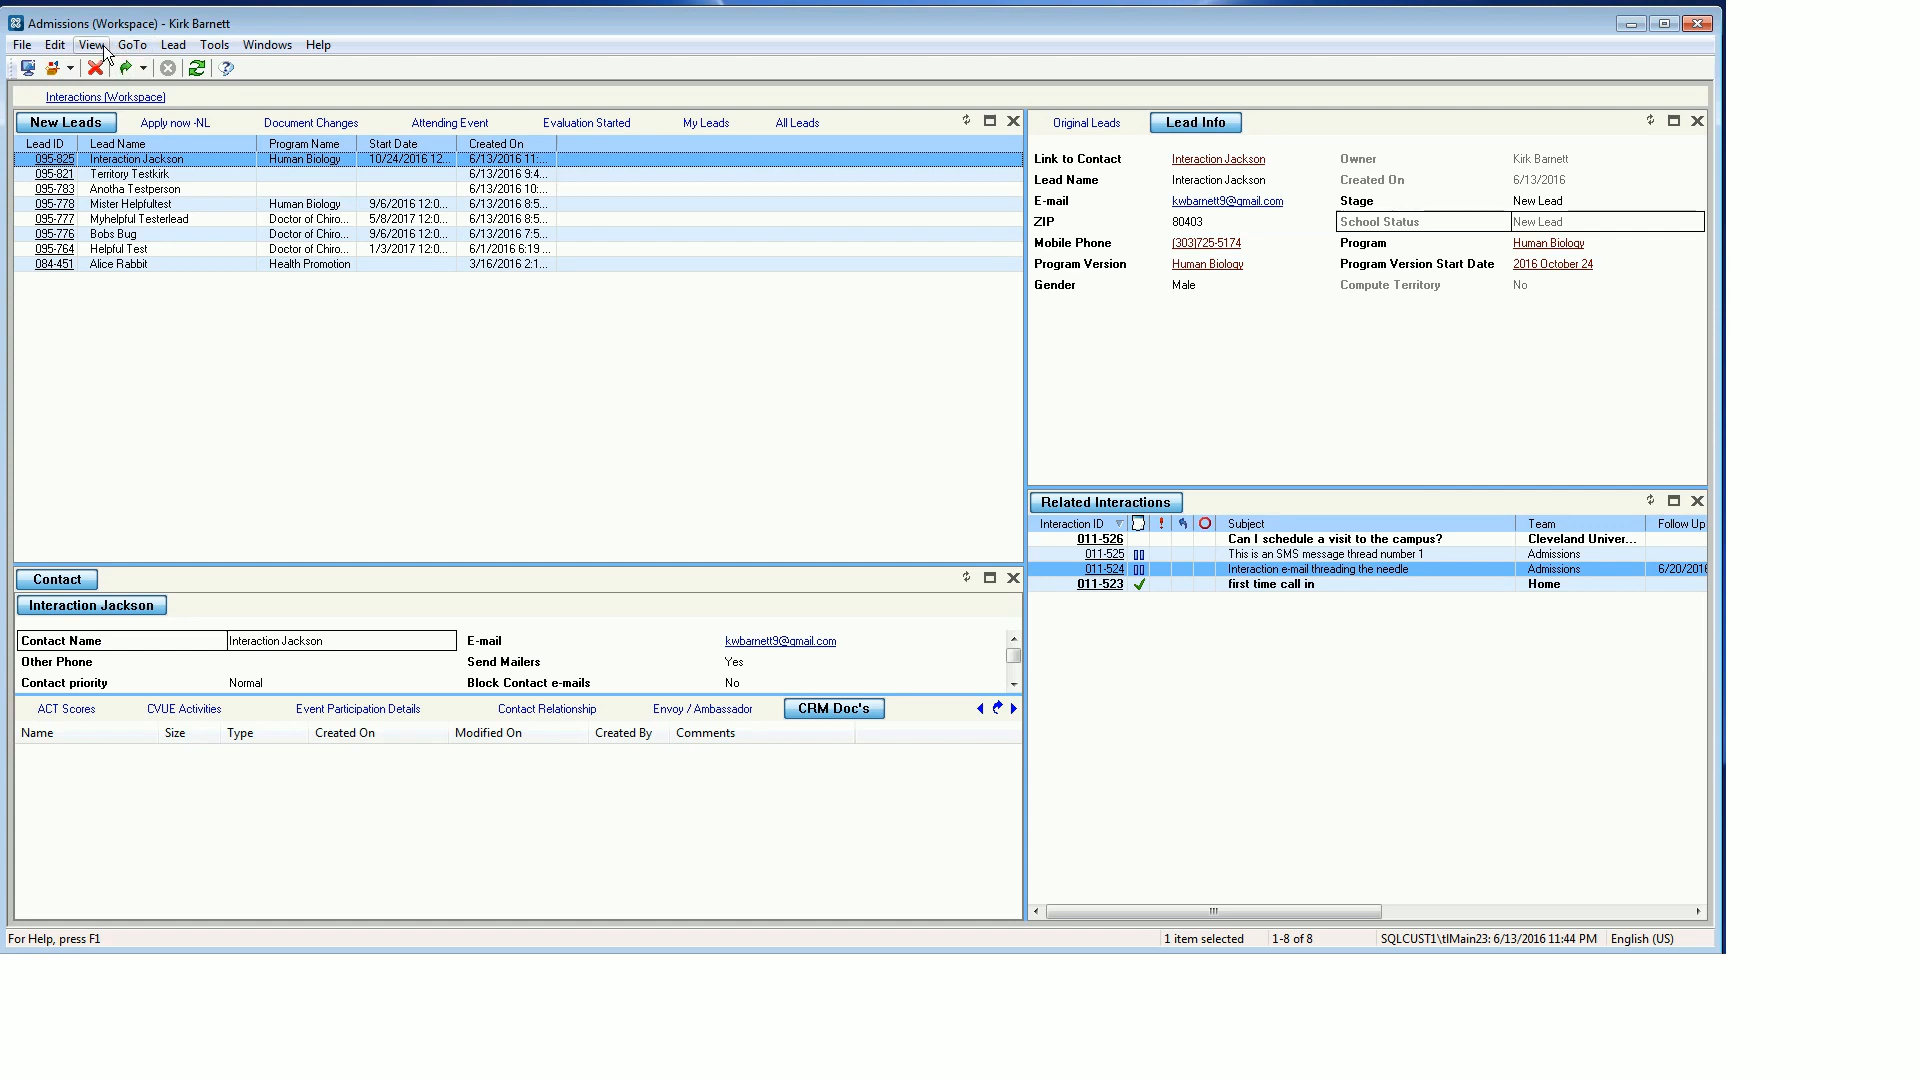 Admissions (Workspace) - Kirk Barnett
File Edit View GoTo Lead Tools Windows Help
Interactions (Workspace)
New Leads Apply now -NL Document Changes Attending Event Evaluation Started My Leads All Leads
Lead ID Lead Name Program Name Start Date Created On
095-825 Interaction Jackson Human Biology 10/24/2016 12... 6/13/2016 11:...
095-821 Territory Testkirk 6/13/2016 9:4...
095-783 Anotha Testperson 6/13/2016 10:...
095-778 Mister Helpfultest Human Biology 9/6/2016 12:0... 6/13/2016 8:5...
095-777 Myhelpful Testerlead Doctor of Chiro... 5/8/2017 12:0... 6/13/2016 8:5...
095-776 Bobs Bug Doctor of Chiro... 9/6/2016 12:0... 6/13/2016 7:5...
095-764 Helpful Test Doctor of Chiro... 1/3/2017 12:0... 6/1/2016 6:19 ...
084-451 Alice Rabbit Health Promotion 3/16/2016 2:1...
Original Leads Lead Info
Link to Contact Interaction Jackson Owner Kirk Barnett
Lead Name Interaction Jackson Created On 6/13/2016
E-mail kwbarnett9@gmail.com Stage New Lead
ZIP 80403 School Status New Lead
Mobile Phone (303)725-5174 Program Human Biology
Program Version Human Biology Program Version Start Date 2016 October 24
Gender Male Compute Territory No
Related Interactions
Interaction ID Subject Team Follow Up
011-526 Can I schedule a visit to the campus? Cleveland Univer...
011-525 This is an SMS message thread number 1 Admissions
011-524 Interaction e-mail threading the needle Admissions 6/20/2016
011-523 first time call in Home
Contact
Interaction Jackson
Contact Name Interaction Jackson E-mail kwbarnett9@gmail.com
Other Phone Send Mailers Yes
Contact priority Normal Block Contact e-mails No
ACT Scores CVUE Activities Event Participation Details Contact Relationship Envoy / Ambassador CRM Doc's
Name Size Type Created On Modified On Created By Comments
For Help, press F1 1 item selected 1-8 of 8 SQLCUST1\tlMain23: 6/13/2016 11:44 PM English (US)